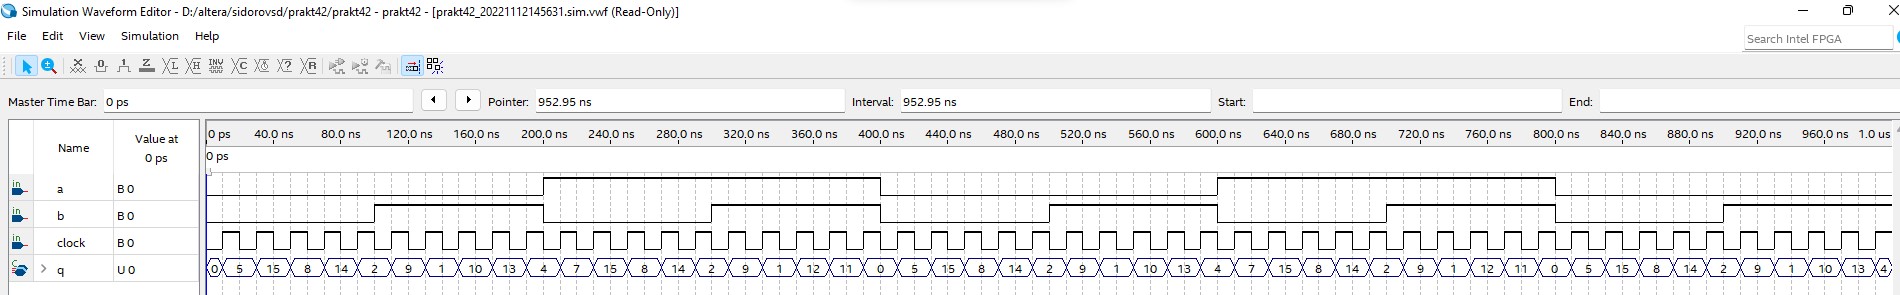 Simulation Waveform Editor - D:/altera/sidorovsd/prakt42/prakt42 - prakt42 - [prakt42_20221112145631.sim.vwf (Read-Only)]
File Edit View Simulation Help
Search Intel FPGA
Master Time Bar: 0 ps Pointer: 952.95 ns Interval: 952.95 ns Start: End:
Name Value at 0 ps
0 ps 40.0 ns 80.0 ns 120.0 ns 160.0 ns 200.0 ns 240.0 ns 280.0 ns 320.0 ns 360.0 ns 400.0 ns 440.0 ns 480.0 ns 520.0 ns 560.0 ns 600.0 ns 640.0 ns 680.0 ns 720.0 ns 760.0 ns 800.0 ns 840.0 ns 880.0 ns 920.0 ns 960.0 ns 1.0 us
0 ps
in a B 0
in b B 0
in clock B 0
q U 0 0 5 15 8 14 2 9 1 10 13 4 7 15 8 14 2 9 1 12 11 0 5 15 8 14 2 9 1 10 13 4 7 15 8 14 2 9 1 12 11 0 5 15 8 14 2 9 1 10 13 4